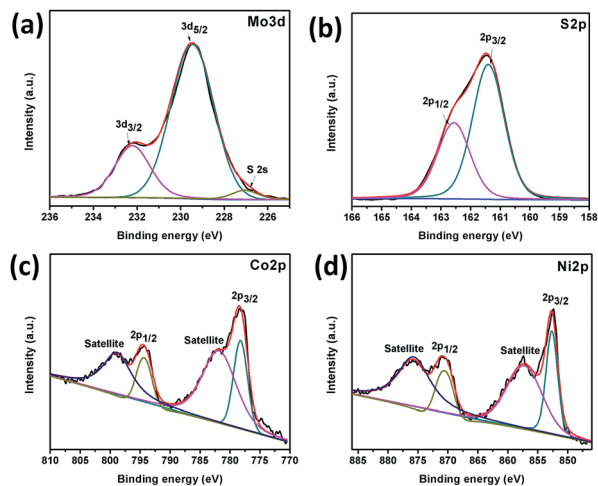 (a)
Mo3d
3d5/2
3d3/2
S 2s
Intensity (a.u.)
236 234 232 230 228 226
Binding energy (eV)
(b)
S2p
2p3/2
2p1/2
Intensity (a.u.)
166 165 164 163 162 161 160 159 158
Binding energy (eV)
(c)
Co2p
2p3/2
Satellite
2p1/2
Satellite
Intensity (a.u.)
810 805 800 795 790 785 780 775 770
Binding energy (eV)
(d)
Ni2p
2p3/2
Satellite
2p1/2
Satellite
Intensity (a.u.)
885 880 875 870 865 860 855 850
Binding energy (eV)